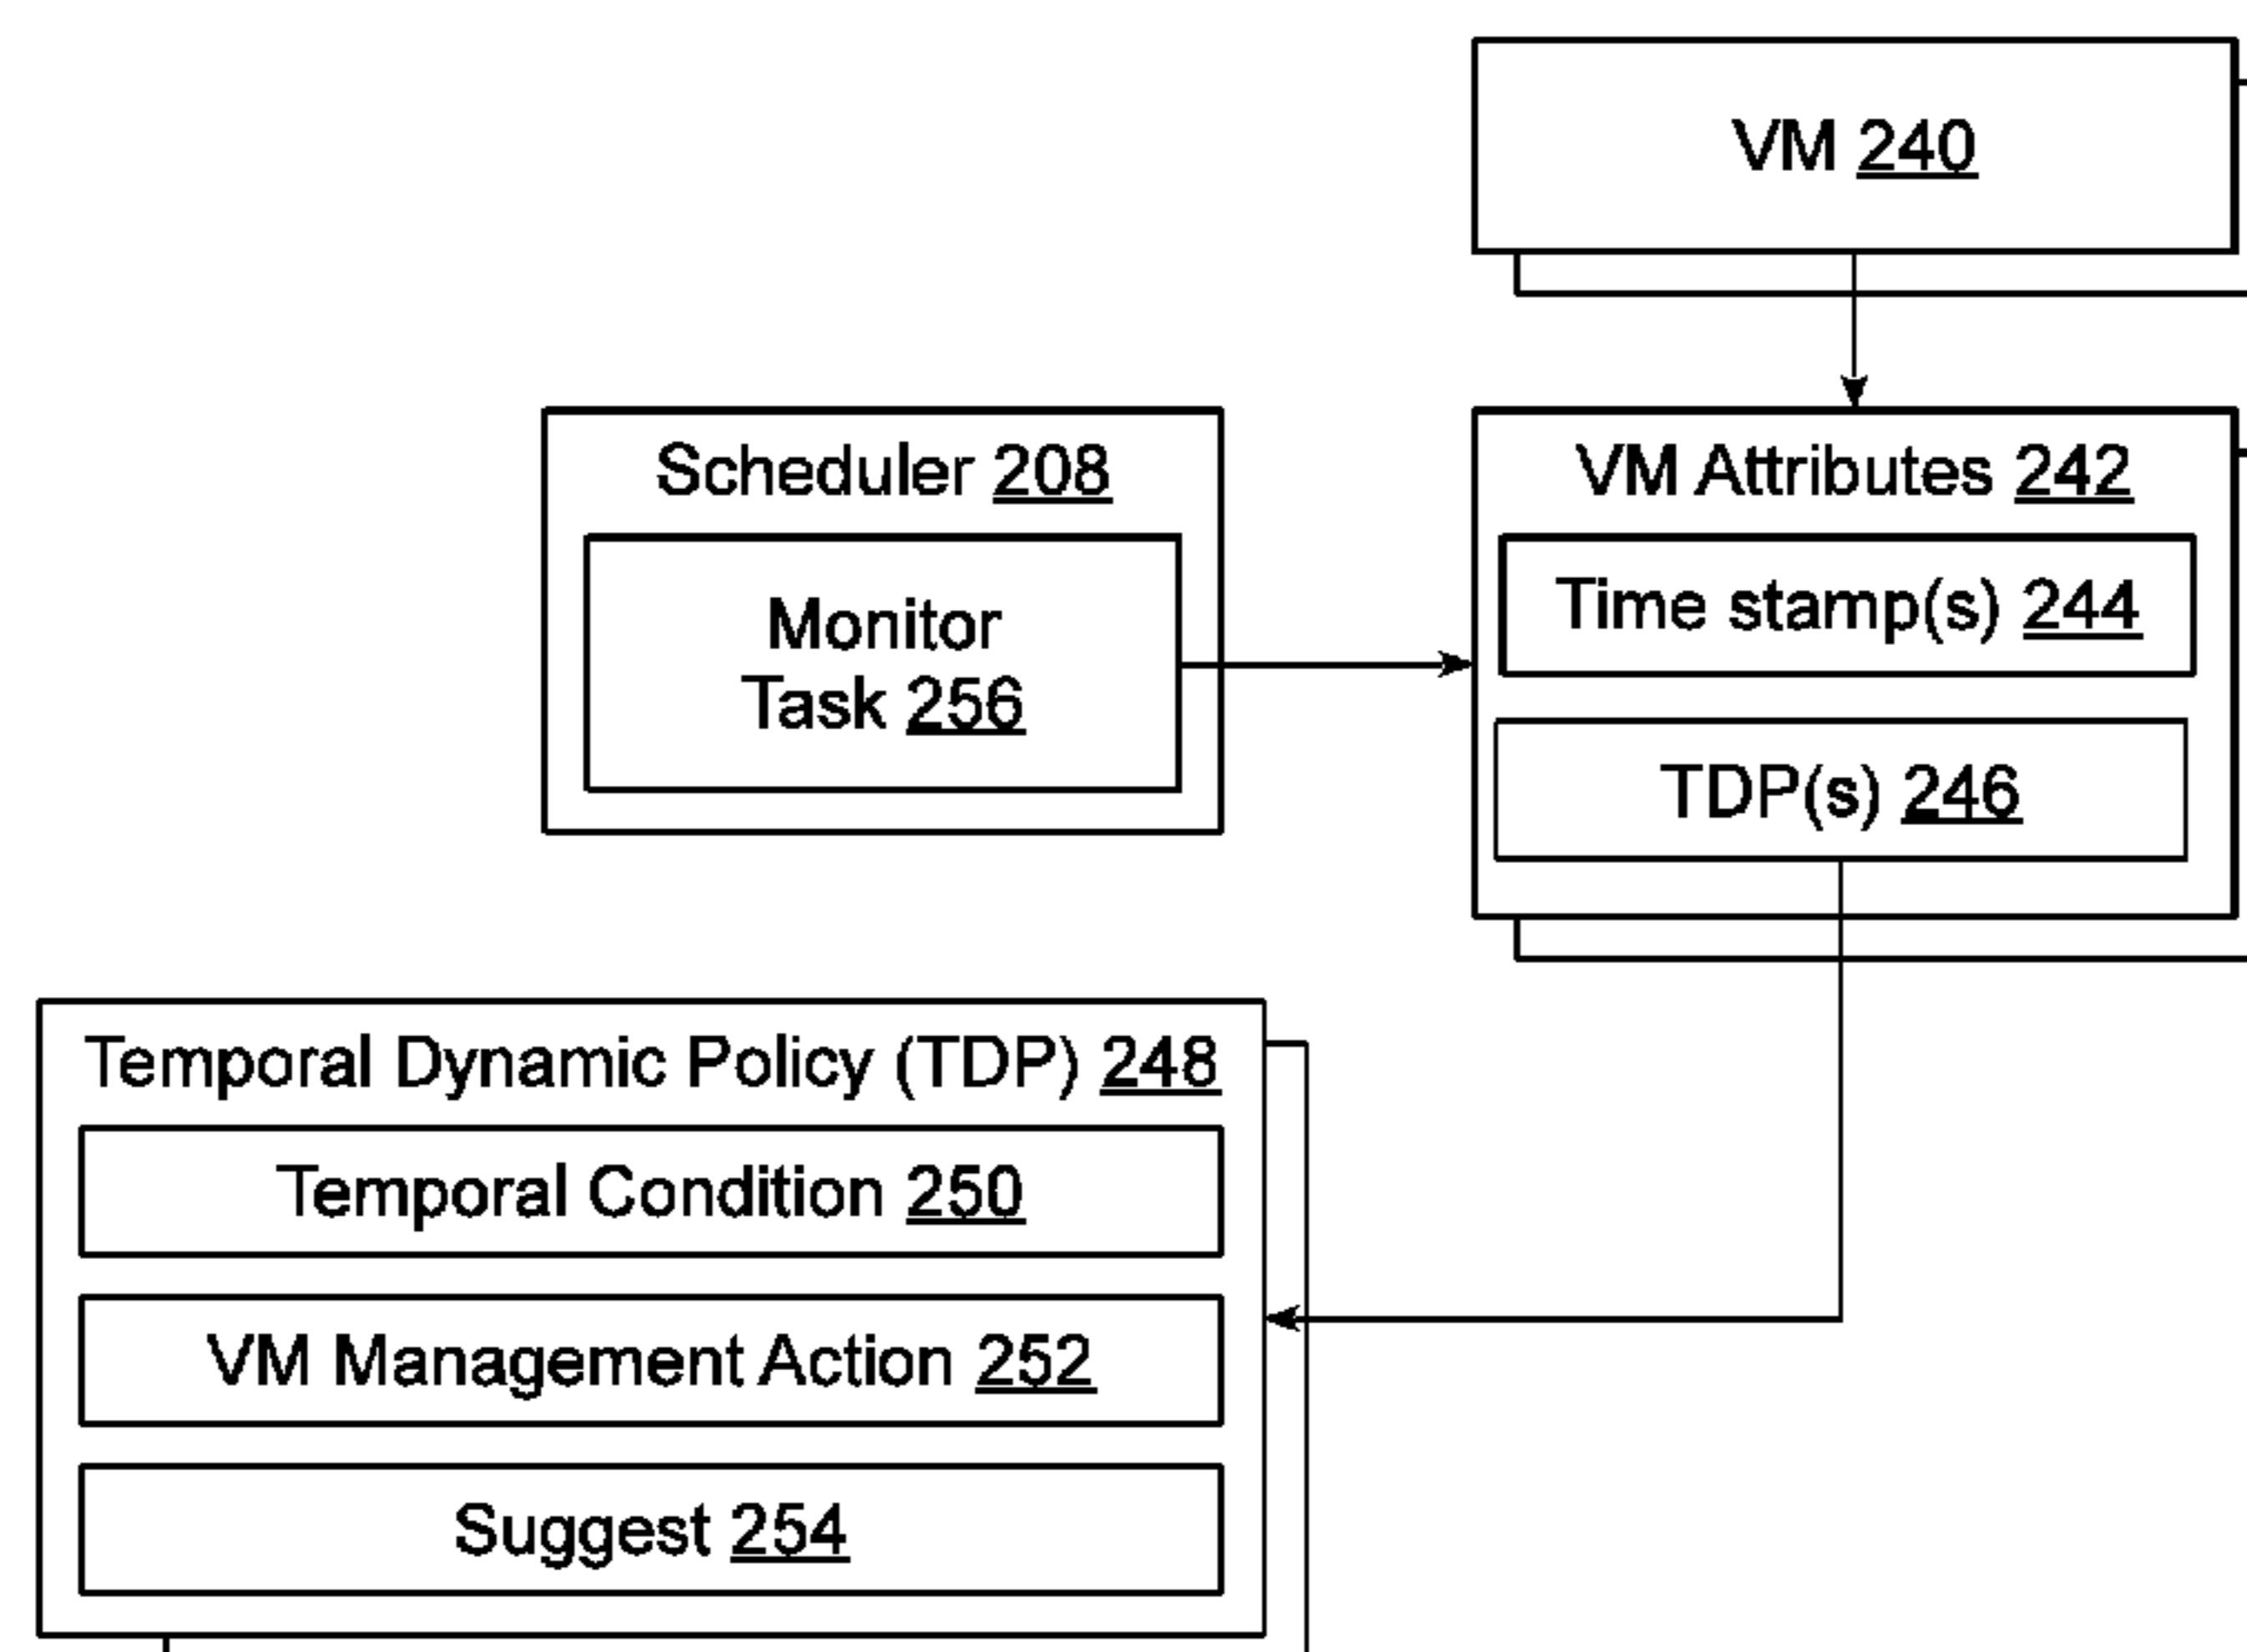 VM 240
Scheduler 208
Monitor
Task 256
VM Attributes 242
Time stamp(s) 244
TDP(s) 246
Temporal Dynamic Policy (TDP) 248
Temporal Condition 250
VM Management Action 252
Suggest 254